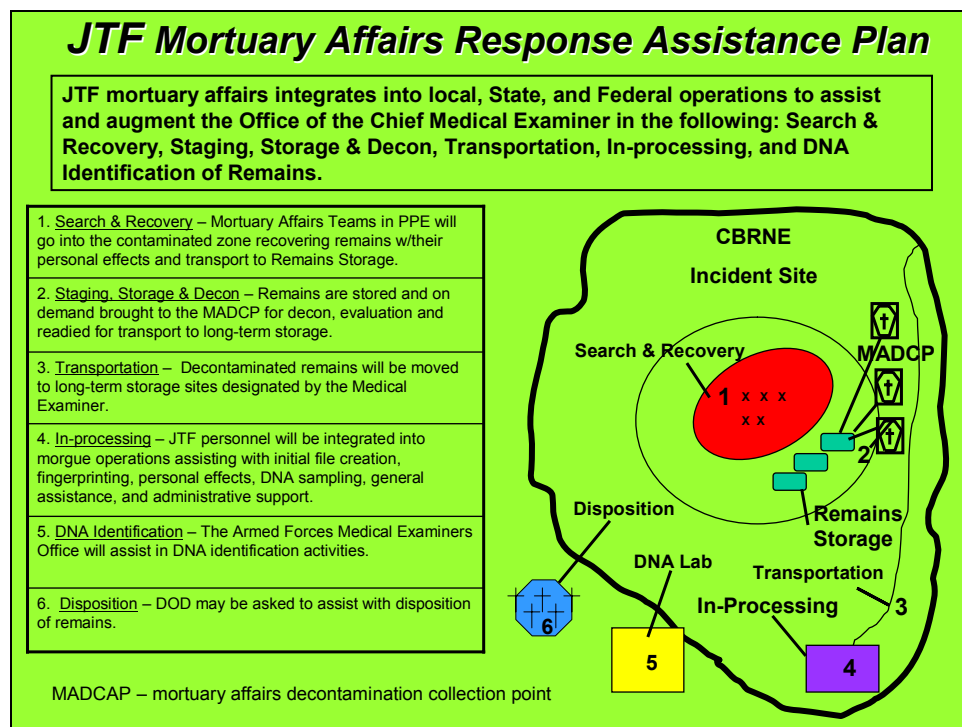 JTF Mortuary Affairs Response Assistance Plan
JTF mortuary affairs integrates into local, State, and Federal operations to assist
and augment the Office of the Chief Medical Examiner in the following: Search &
Recovery, Staging, Storage & Decon, Transportation, In-processing, and DNA
Identification of Remains.
1. Search & Recovery – Mortuary Affairs Teams in PPE will
go into the contaminated zone recovering remains w/their
personal effects and transport to Remains Storage.
2. Staging, Storage & Decon – Remains are stored and on
demand brought to the MADCP for decon, evaluation and
readied for transport to long-term storage.
3. Transportation – Decontaminated remains will be moved
to long-term storage sites designated by the Medical
Examiner.
4. In-processing – JTF personnel will be integrated into
morgue operations assisting with initial file creation,
fingerprinting, personal effects, DNA sampling, general
assistance, and administrative support.
5. DNA Identification – The Armed Forces Medical Examiners
Office will assist in DNA identification activities.
6. Disposition – DOD may be asked to assist with disposition
of remains.
MADCAP – mortuary affairs decontamination collection point
CBRNE
Incident Site
Search & Recovery
MADCP
1 x x x
x x
2
Remains
Storage
Disposition
DNA Lab
Transportation
In-Processing
3
6
5
4